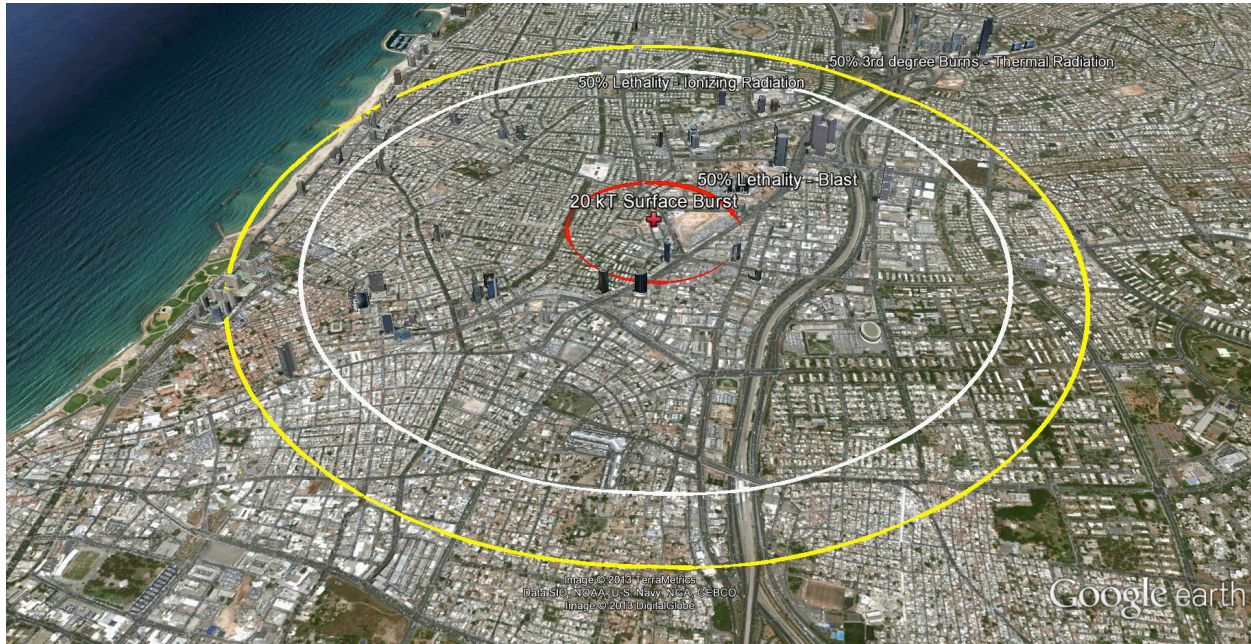 50% 3rd degree Burns - Thermal Radiation
50% Lethality - Ionizing Radiation
50% Lethality - Blast
20 kT Surface Burst
Image © 2013 TerraMetrics
Data SIO, NOAA, U.S. Navy, NGA, GEBCO
Image © 2013 DigitalGlobe
Google earth